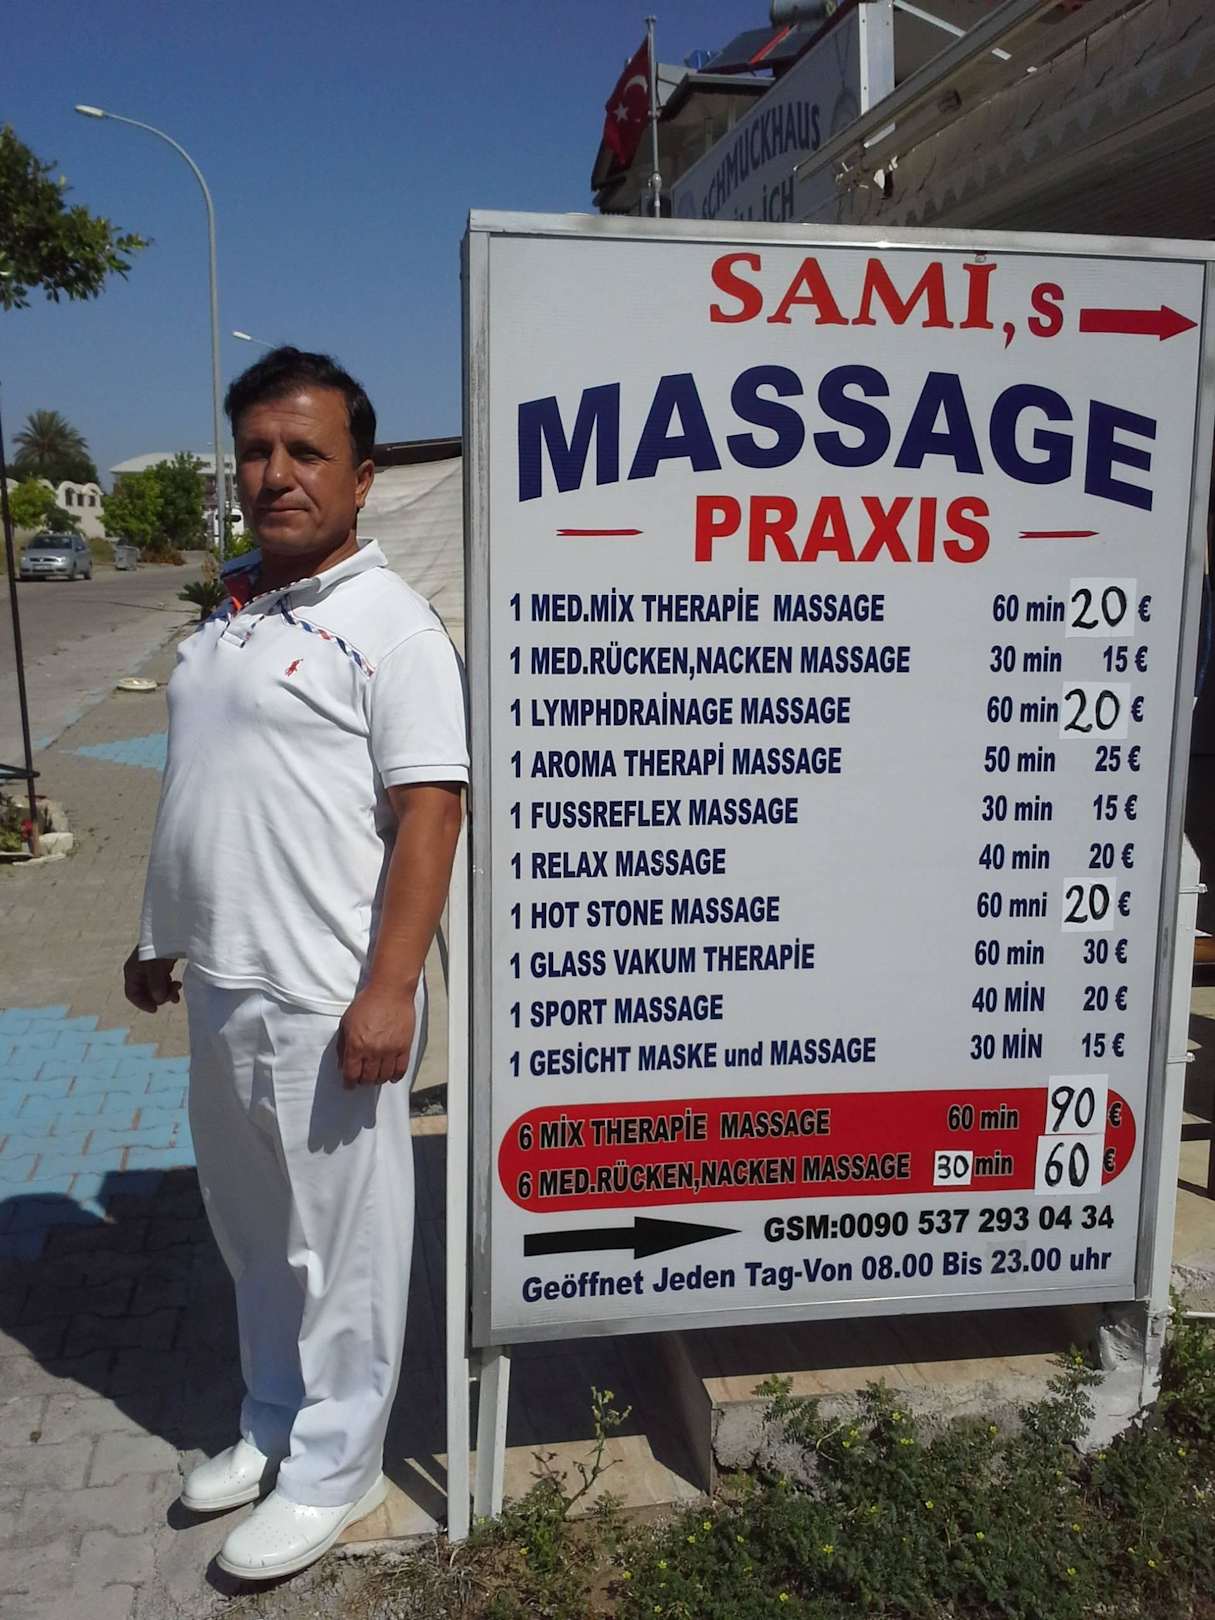 SCHMUCKHAUS
SAMİ,S
MASSAGE
PRAXIS
1 MED.MİX THERAPİE MASSAGE 60 min 20 €
1 MED.RÜCKEN,NACKEN MASSAGE 30 min 15 €
1 LYMPHDRAİNAGE MASSAGE 60 min 20 €
1 AROMA THERAPİ MASSAGE 50 min 25 €
1 FUSSREFLEX MASSAGE 30 min 15 €
1 RELAX MASSAGE 40 min 20 €
1 HOT STONE MASSAGE 60 mni 20 €
1 GLASS VAKUM THERAPİE 60 min 30 €
1 SPORT MASSAGE 40 MİN 20 €
1 GESİCHT MASKE und MASSAGE 30 MİN 15 €
6 MİX THERAPİE MASSAGE 60 min 90 €
6 MED.RÜCKEN,NACKEN MASSAGE 30 min 60 €
GSM:0090 537 293 04 34
Geöffnet Jeden Tag-Von 08.00 Bis 23.00 uhr